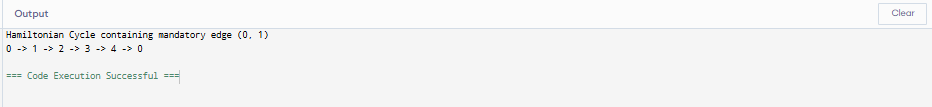 Output
Clear
Hamiltonian Cycle containing mandatory edge (0, 1)
0 -> 1 -> 2 -> 3 -> 4 -> 0
=== Code Execution Successful ===